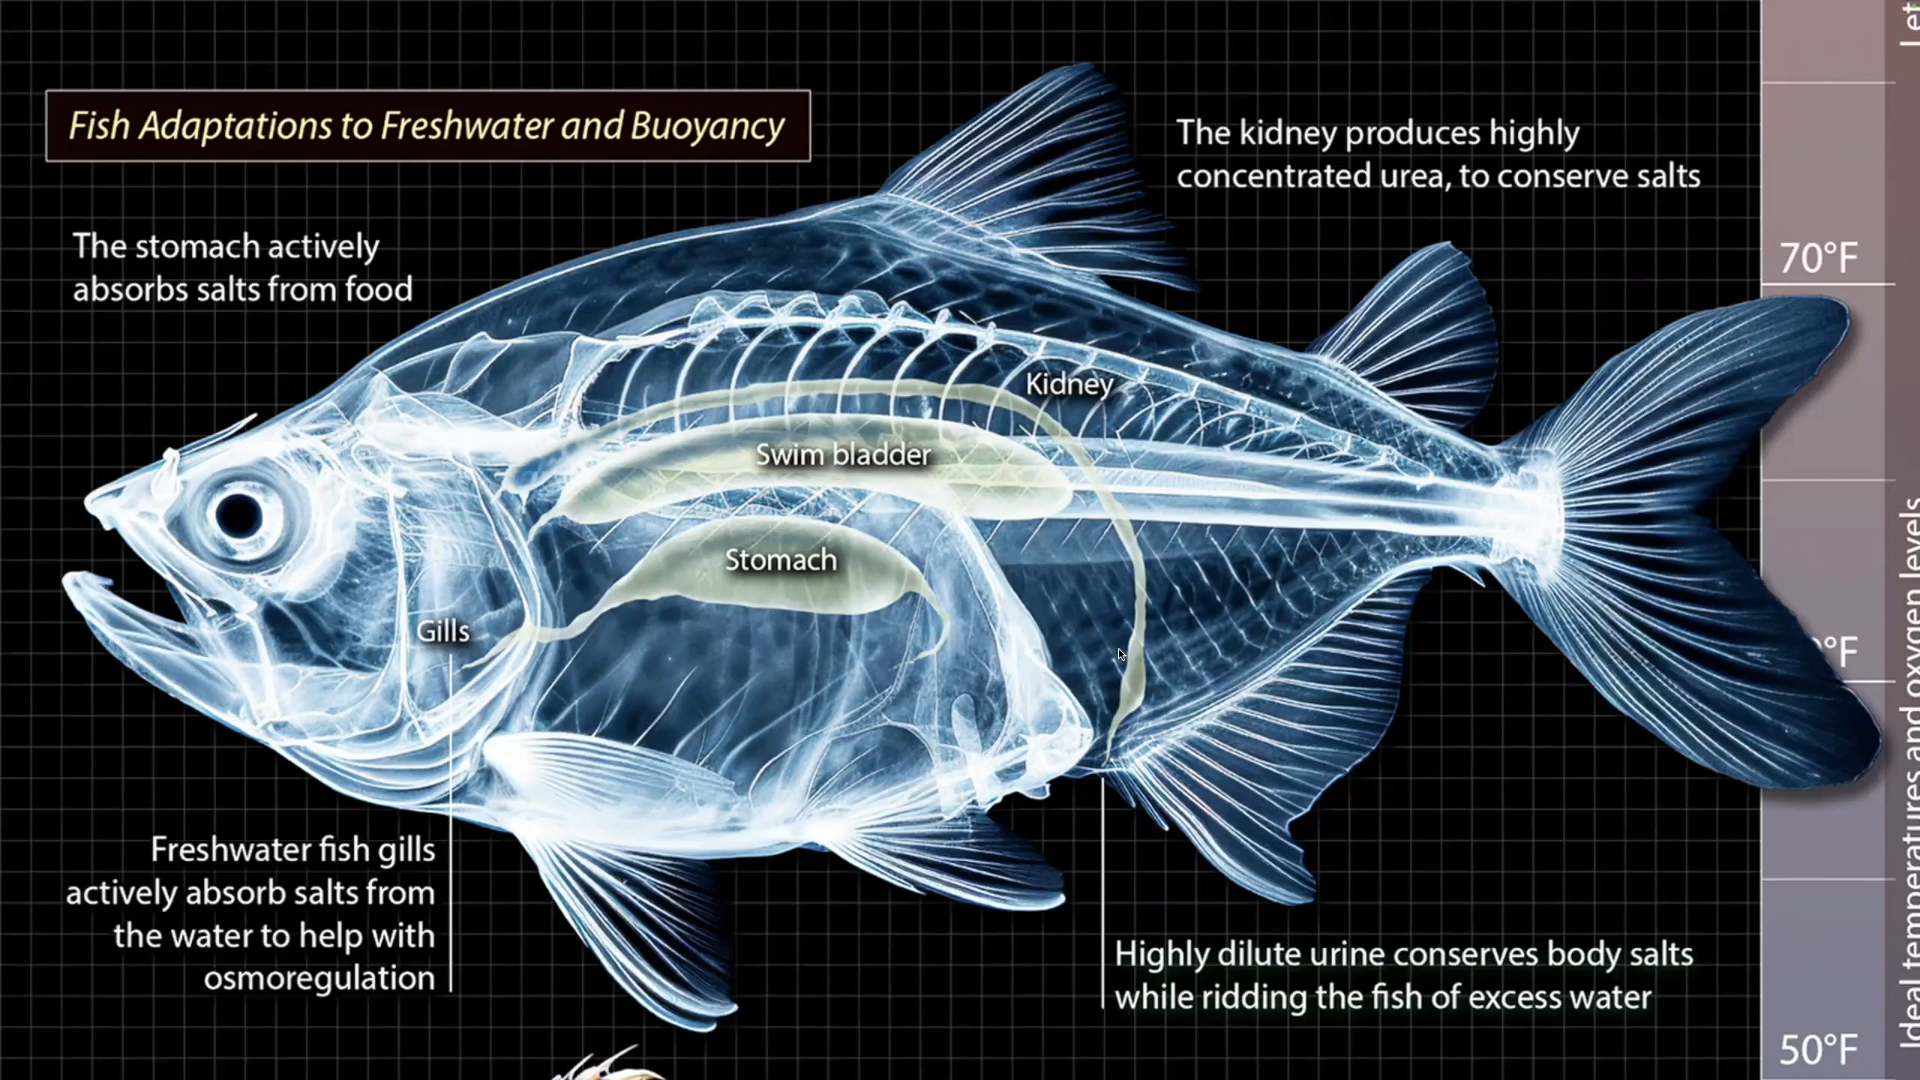 Fish Adaptations to Freshwater and Buoyancy
The kidney produces highly
concentrated urea, to conserve salts
The stomach actively
absorbs salts from food
70°F
Kidney
Swim bladder
Stomach
Gills
°F
Freshwater fish gills
actively absorb salts from
the water to help with
osmoregulation
Highly dilute urine conserves body salts
while ridding the fish of excess water
50°F
Ideal temperatures and oxygen levels